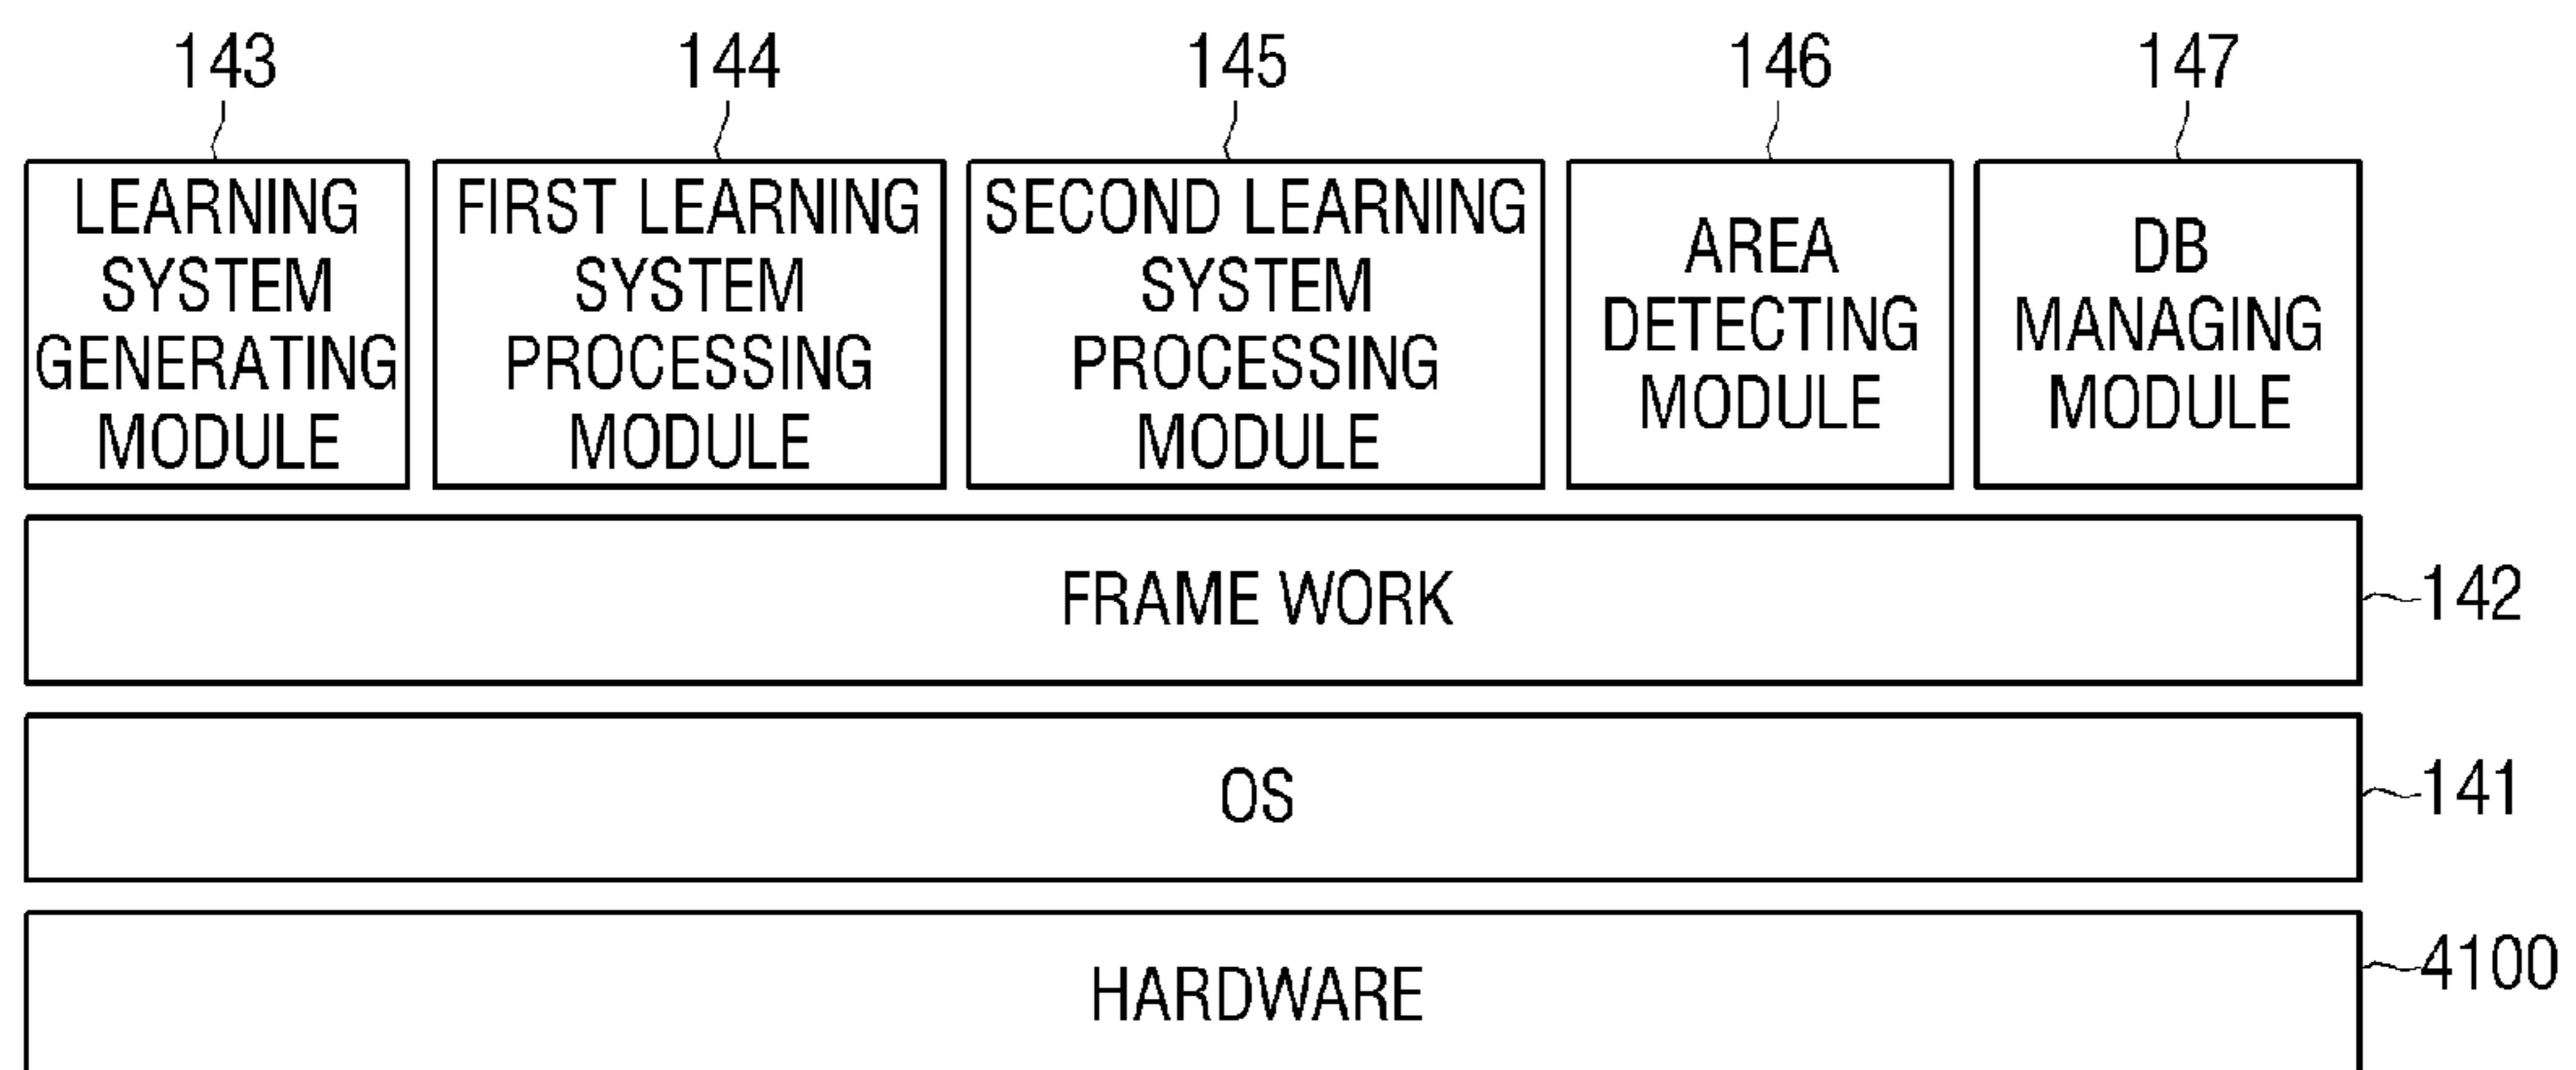 143
144
145
146
147
LEARNING
SYSTEM
GENERATING
MODULE
FIRST LEARNING
SYSTEM
PROCESSING
MODULE
SECOND LEARNING
SYSTEM
PROCESSING
MODULE
AREA
DETECTING
MODULE
DB
MANAGING
MODULE
FRAME WORK
142
OS
141
HARDWARE
4100